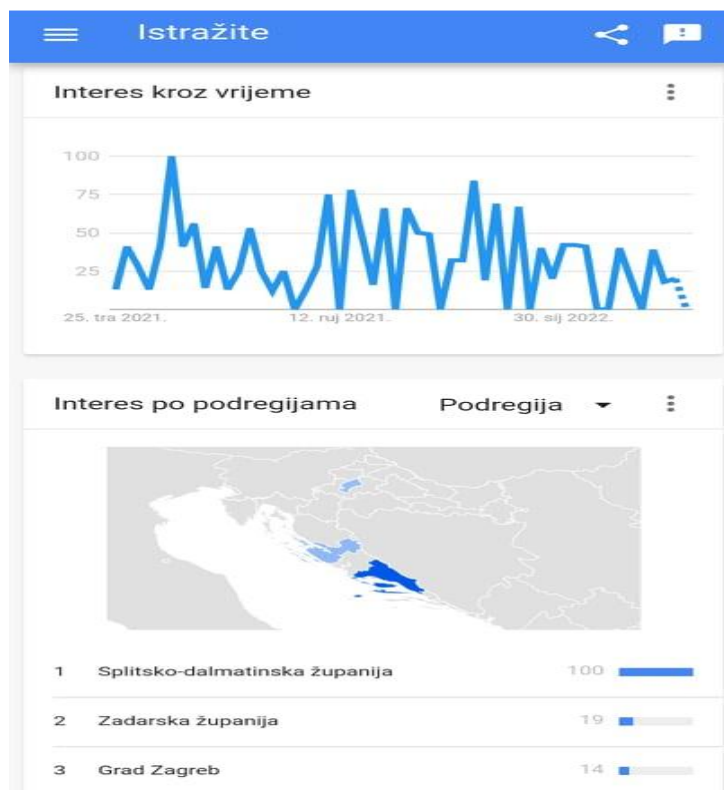 Istražite
Interes kroz vrijeme
100
75
50
25
25. tra 2021. 12. ruj 2021. 30. sij 2022.
Interes po podregijama Podregija
1 Splitsko-dalmatinska županija 100
2 Zadarska županija 19
3 Grad Zagreb 14